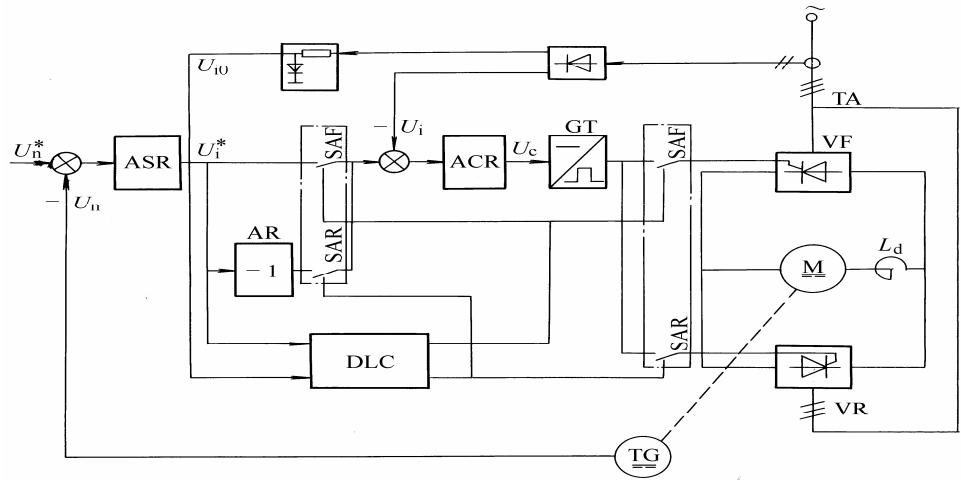 U_i0
TA
− U_i
GT
U_n^*
ASR
U_i^*
SAF
ACR
U_c
SAF
VF
− U_n
AR
− 1
SAR
M
L_d
SAR
DLC
VR
TG